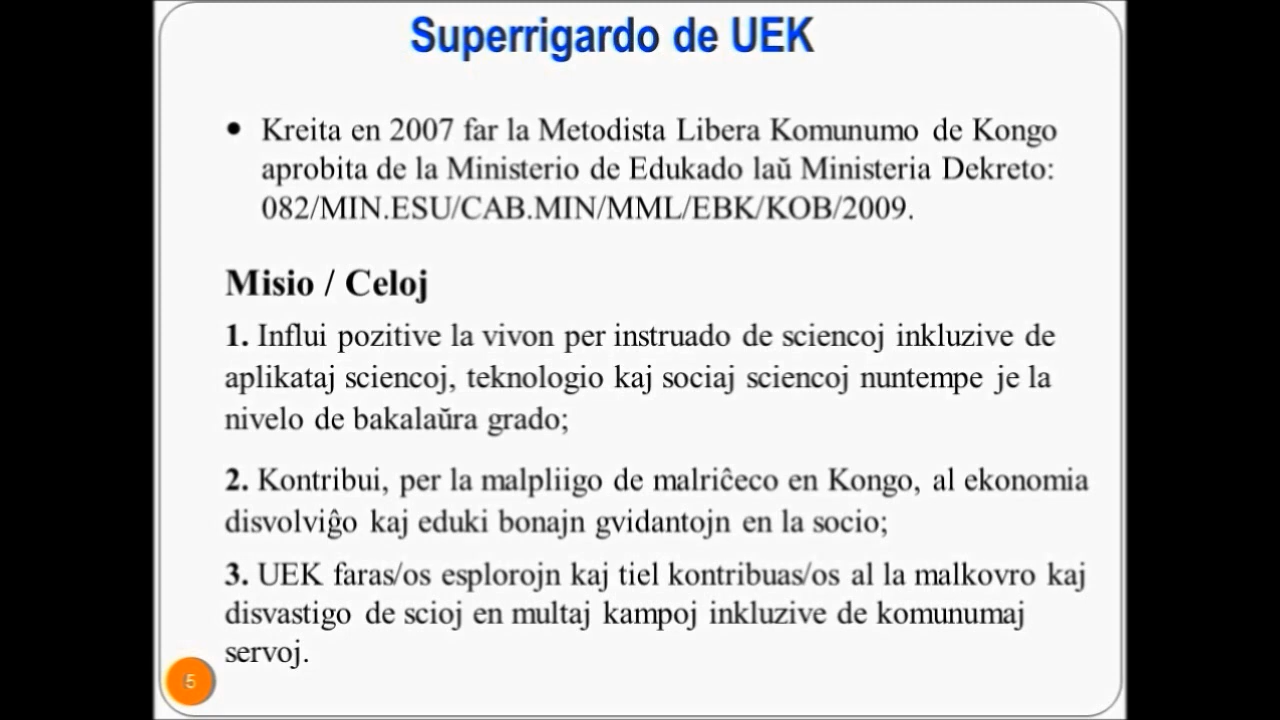 Superrigardo de UEK
• Kreita en 2007 far la Metodista Libera Komunumo de Kongo
aprobita de la Ministerio de Edukado laŭ Ministeria Dekreto:
082/MIN.ESU/CAB.MIN/MML/EBK/KOB/2009.
Misio / Celoj
1. Influi pozitive la vivon per instruado de sciencoj inkluzive de
aplikataj sciencoj, teknologio kaj sociaj sciencoj nuntempe je la
nivelo de bakalaŭra grado;
2. Kontribui, per la malpliigo de malriĉeco en Kongo, al ekonomia
disvolviĝo kaj eduki bonajn gvidantojn en la socio;
3. UEK faras/os esplorojn kaj tiel kontribuas/os al la malkovro kaj
disvastigo de scioj en multaj kampoj inkluzive de komunumaj
servoj.
5